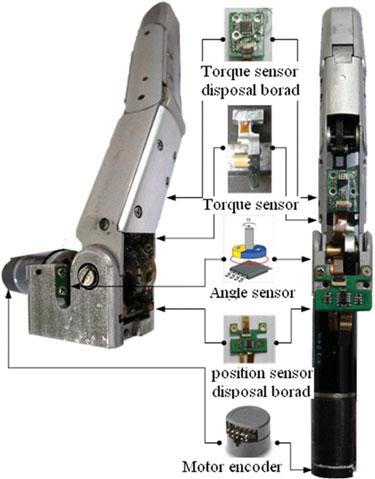 Torque sensor
disposal borad
Torque sensor
Angle sensor
position sensor
disposal borad
Motor encoder